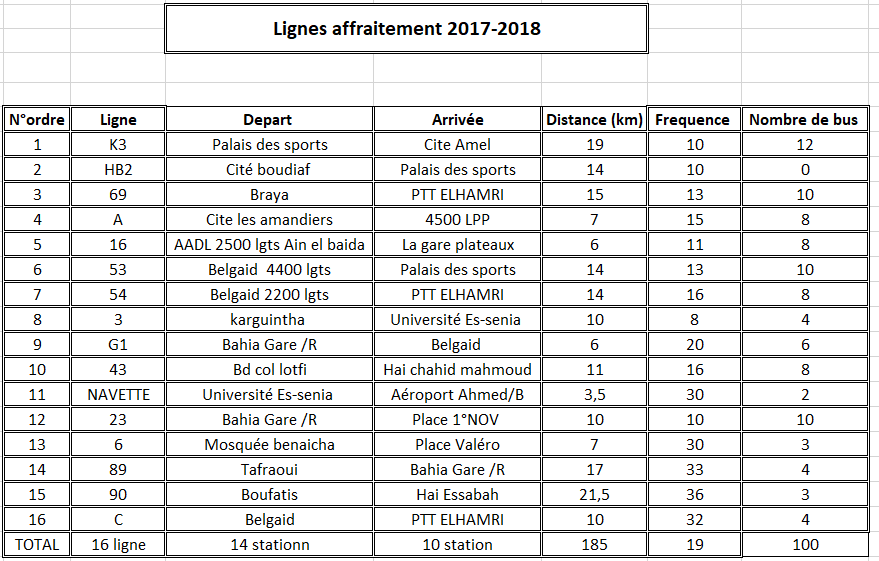 Lignes affraitement 2017-2018
N°ordre Ligne Depart Arrivée Distance (km) Frequence Nombre de bus
1 K3 Palais des sports Cite Amel 19 10 12
2 HB2 Cité boudiaf Palais des sports 14 10 0
3 69 Braya PTT ELHAMRI 15 13 10
4 A Cite les amandiers 4500 LPP 7 15 8
5 16 AADL 2500 lgts Ain el baida La gare plateaux 6 11 8
6 53 Belgaid 4400 lgts Palais des sports 14 13 10
7 54 Belgaid 2200 lgts PTT ELHAMRI 14 16 8
8 3 karguintha Université Es-senia 10 8 4
9 G1 Bahia Gare /R Belgaid 6 20 6
10 43 Bd col lotfi Hai chahid mahmoud 11 16 8
11 NAVETTE Université Es-senia Aéroport Ahmed/B 3,5 30 2
12 23 Bahia Gare /R Place 1°NOV 10 10 10
13 6 Mosquée benaicha Place Valéro 7 30 3
14 89 Tafraoui Bahia Gare /R 17 33 4
15 90 Boufatis Hai Essabah 21,5 36 3
16 C Belgaid PTT ELHAMRI 10 32 4
TOTAL 16 ligne 14 stationn 10 station 185 19 100